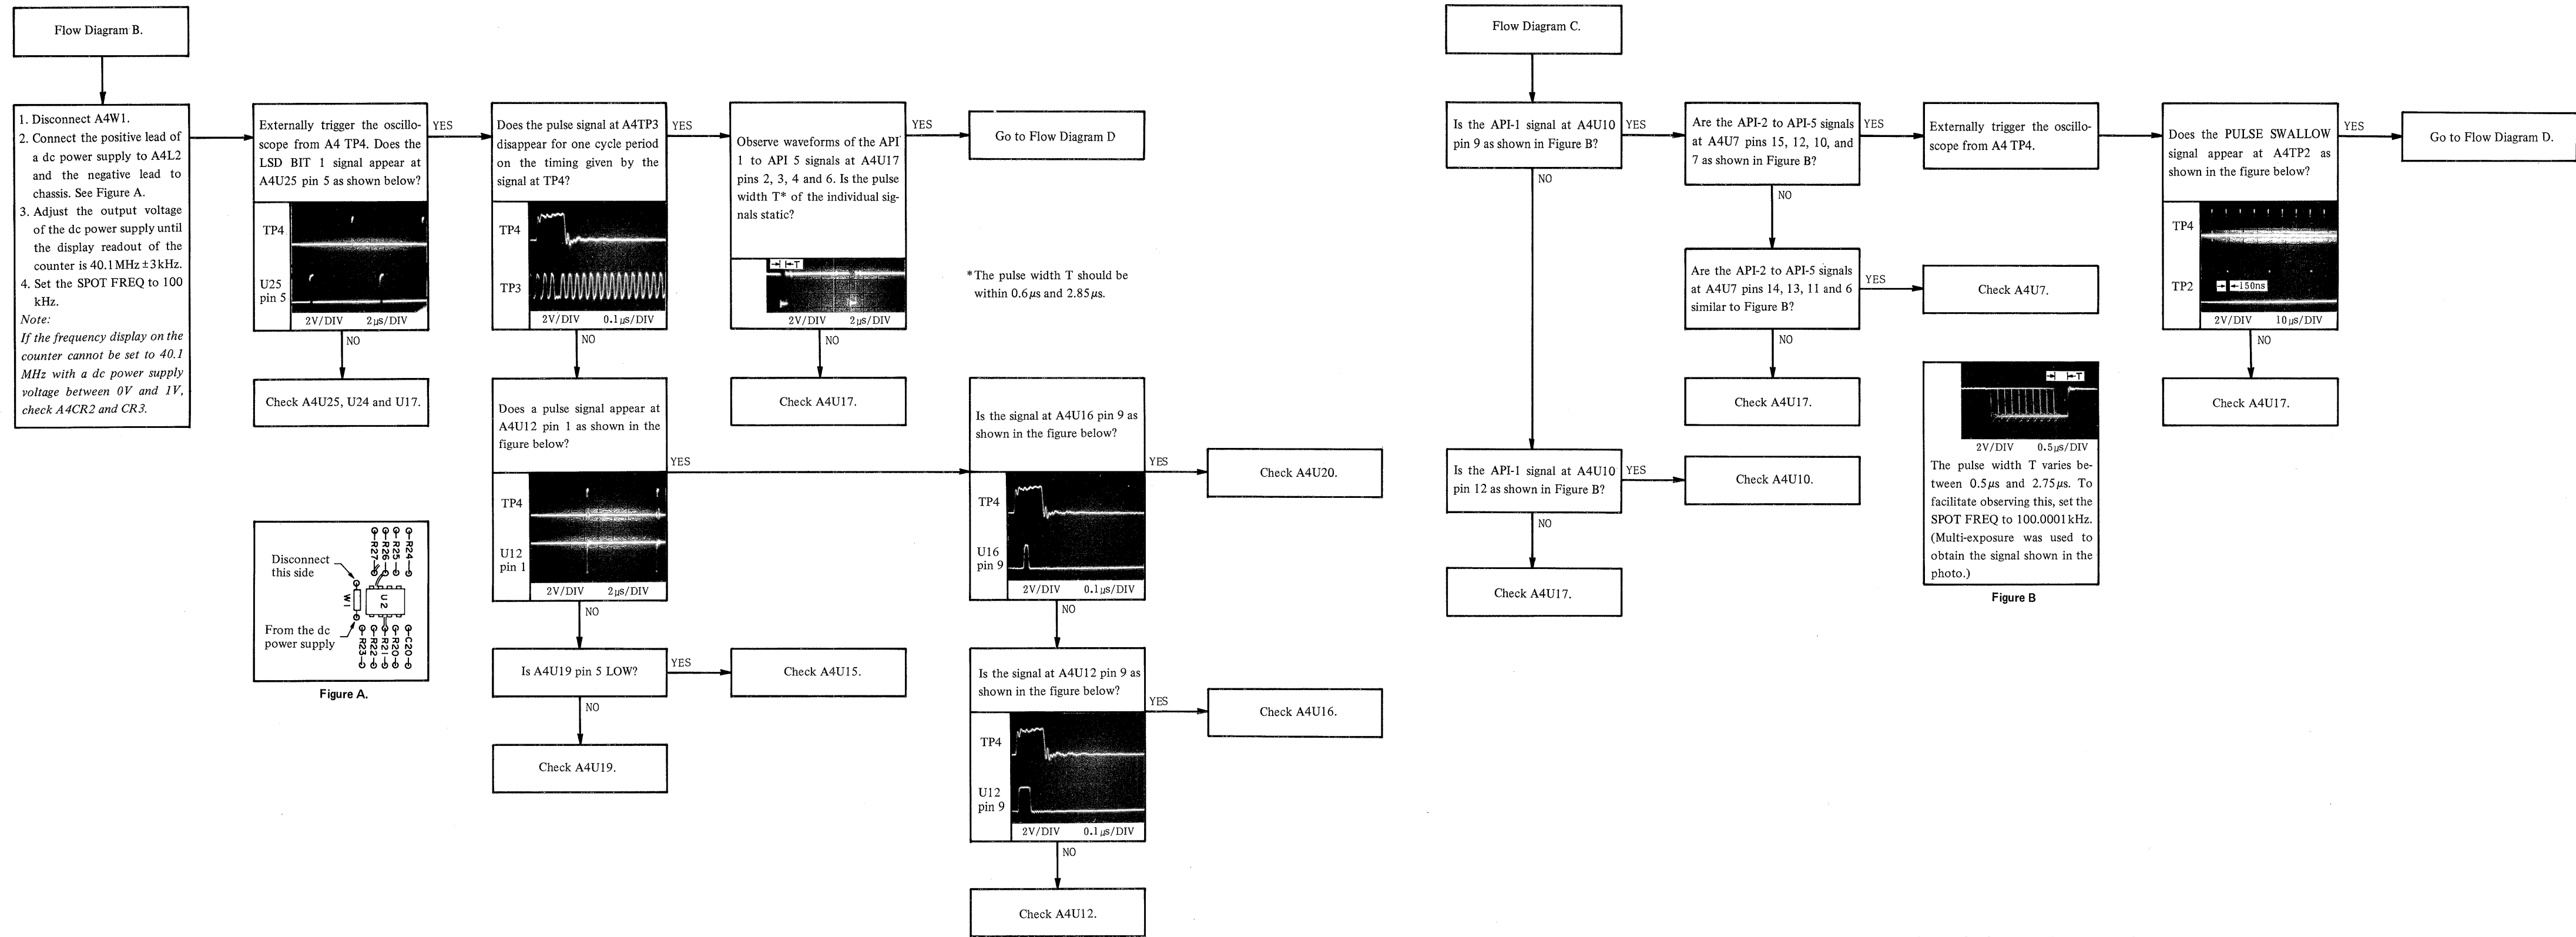 Flow Diagram B.
1. Disconnect A4W1.
2. Connect the positive lead of
a dc power supply to A4L2
and the negative lead to
chassis. See Figure A.
3. Adjust the output voltage
of the dc power supply until
the display readout of the
counter is 40.1MHz ±3kHz.
4. Set the SPOT FREQ to 100
kHz.
Note:
If the frequency display on the
counter cannot be set to 40.1
MHz with a dc power supply
voltage between 0V and 1V,
check A4CR2 and CR3.
Externally trigger the oscillo-
scope from A4 TP4. Does the
LSD BIT 1 signal appear at
A4U25 pin 5 as shown below?
TP4
U25
pin 5
2V/DIV 2µs/DIV
YES
NO
Check A4U25, U24 and U17.
Does the pulse signal at A4TP3
disappear for one cycle period
on the timing given by the
signal at TP4?
TP4
TP3
2V/DIV 0.1µs/DIV
YES
NO
Observe waveforms of the API
1 to API 5 signals at A4U17
pins 2, 3, 4 and 6. Is the pulse
width T* of the individual sig-
nals static?
T
2V/DIV 2µs/DIV
YES
NO
Go to Flow Diagram D
*The pulse width T should be
within 0.6µs and 2.85µs.
Check A4U17.
Does a pulse signal appear at
A4U12 pin 1 as shown in the
figure below?
TP4
U12
pin 1
2V/DIV 2µs/DIV
YES
NO
Is the signal at A4U16 pin 9 as
shown in the figure below?
TP4
U16
pin 9
2V/DIV 0.1µs/DIV
YES
NO
Check A4U20.
Is A4U19 pin 5 LOW?
YES
NO
Check A4U15.
Check A4U19.
Is the signal at A4U12 pin 9 as
shown in the figure below?
TP4
U12
pin 9
2V/DIV 0.1µs/DIV
YES
NO
Check A4U16.
Check A4U12.
Disconnect
this side
From the dc
power supply
R27
R26
R25
R24
W1
U2
R23
R22
R21
R20
C20
Figure A.
Flow Diagram C.
Is the API-1 signal at A4U10
pin 9 as shown in Figure B?
YES
NO
Are the API-2 to API-5 signals
at A4U7 pins 15, 12, 10, and
7 as shown in Figure B?
YES
NO
Externally trigger the oscillo-
scope from A4 TP4.
Does the PULSE SWALLOW
signal appear at A4TP2 as
shown in the figure below?
TP4
TP2
150ns
2V/DIV 10µs/DIV
YES
NO
Go to Flow Diagram D.
Check A4U17.
Are the API-2 to API-5 signals
at A4U7 pins 14, 13, 11 and 6
similar to Figure B?
YES
NO
Check A4U7.
Check A4U17.
Is the API-1 signal at A4U10
pin 12 as shown in Figure B?
YES
NO
Check A4U10.
Check A4U17.
T
2V/DIV 0.5µs/DIV
The pulse width T varies be-
tween 0.5µs and 2.75µs. To
facilitate observing this, set the
SPOT FREQ to 100.0001kHz.
(Multi-exposure was used to
obtain the signal shown in the
photo.)
Figure B